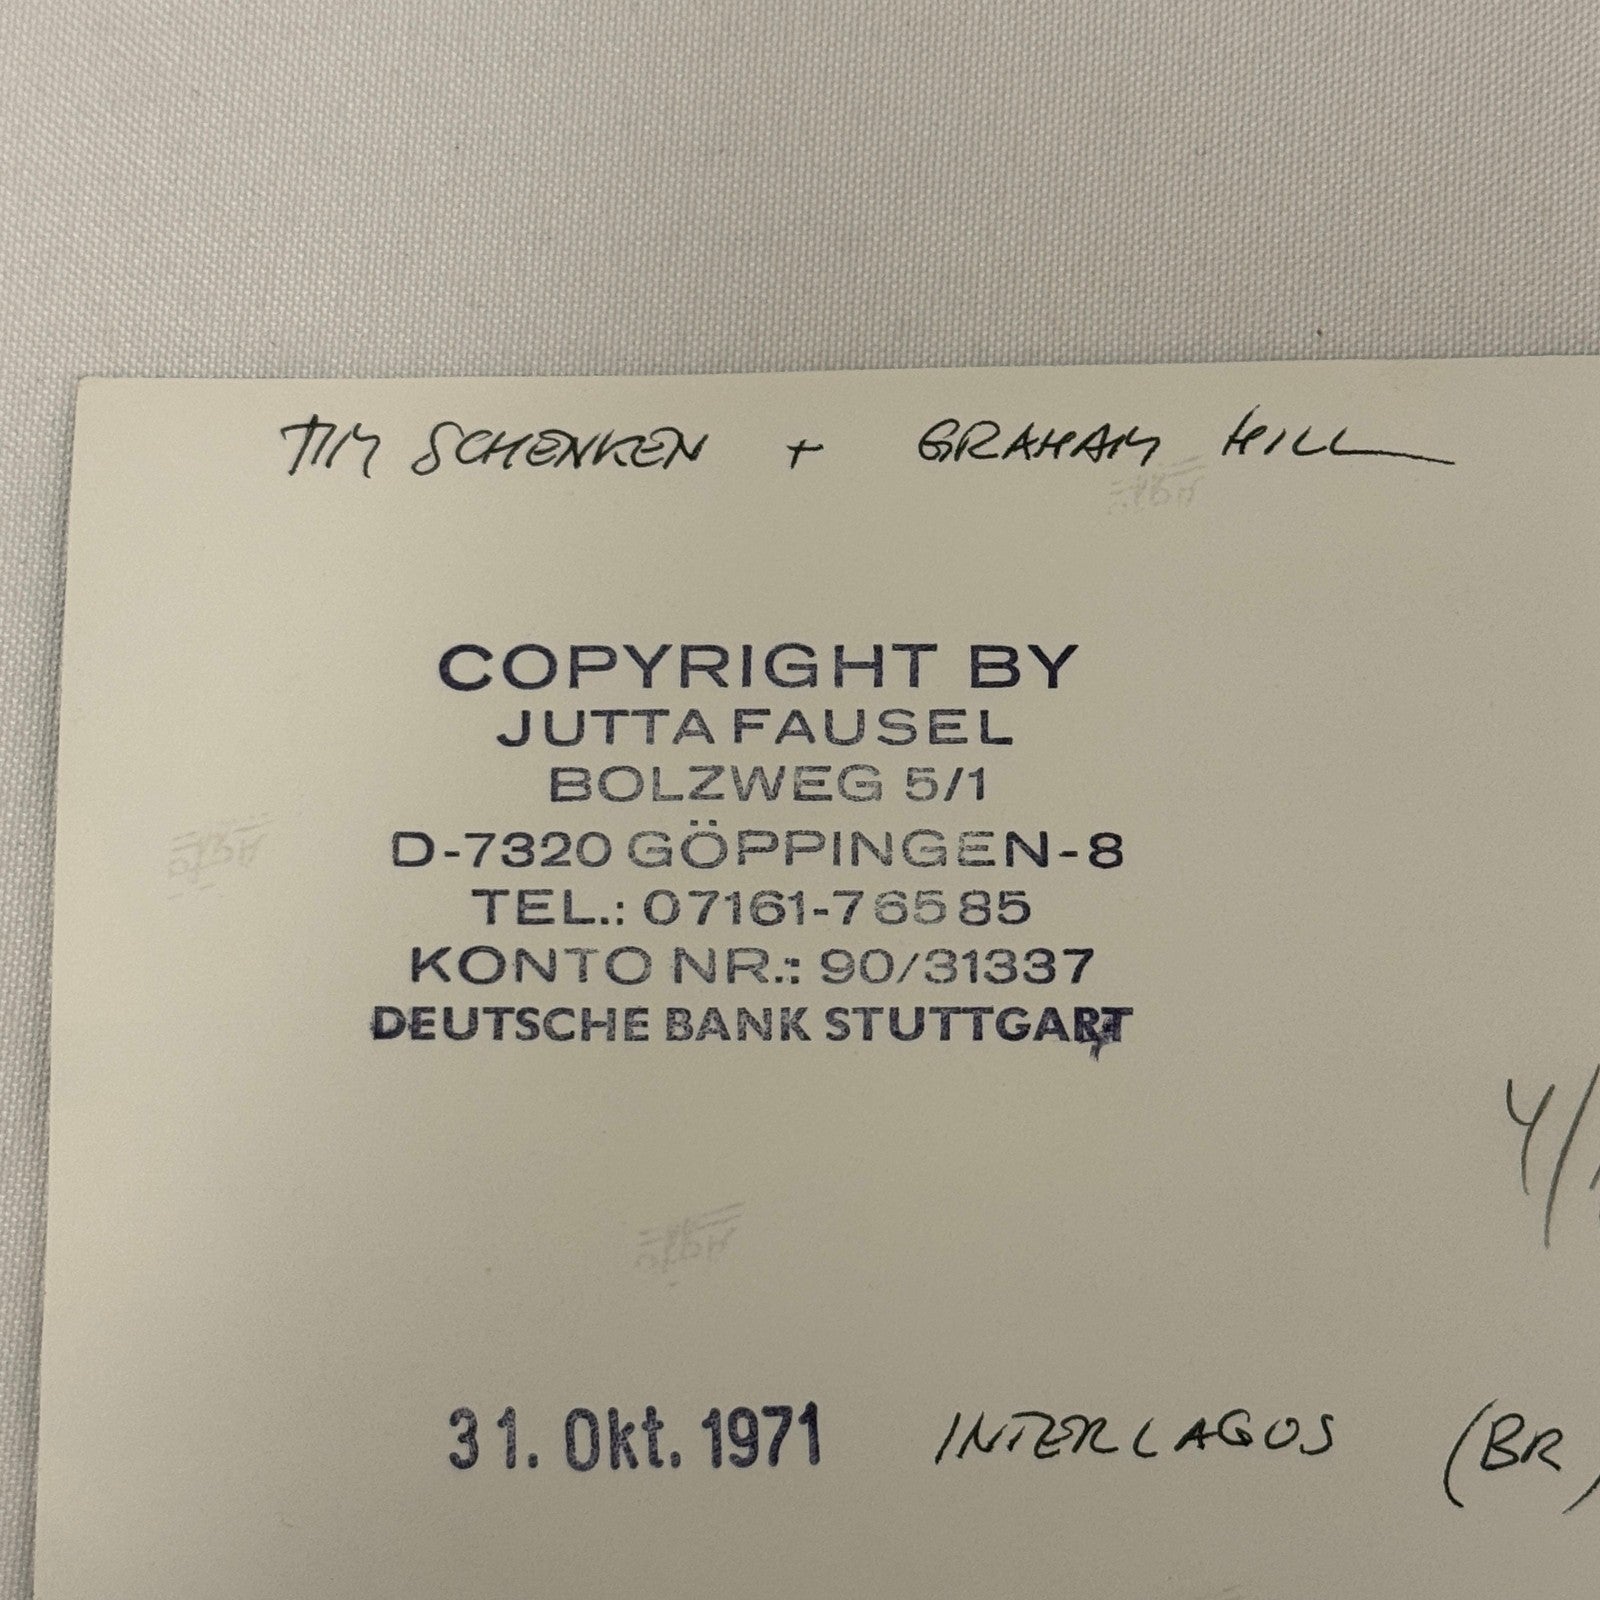 TIM SCHENKEN + GRAHAM HILL
COPYRIGHT BY
JUTTA FAUSEL
BOLZWEG 5/1
D-7320 GÖPPINGEN-8
TEL.: 07161-76585
KONTO NR.: 90/31337
DEUTSCHE BANK STUTTGART
4/
31. Okt. 1971 INTERLAGOS (BR)